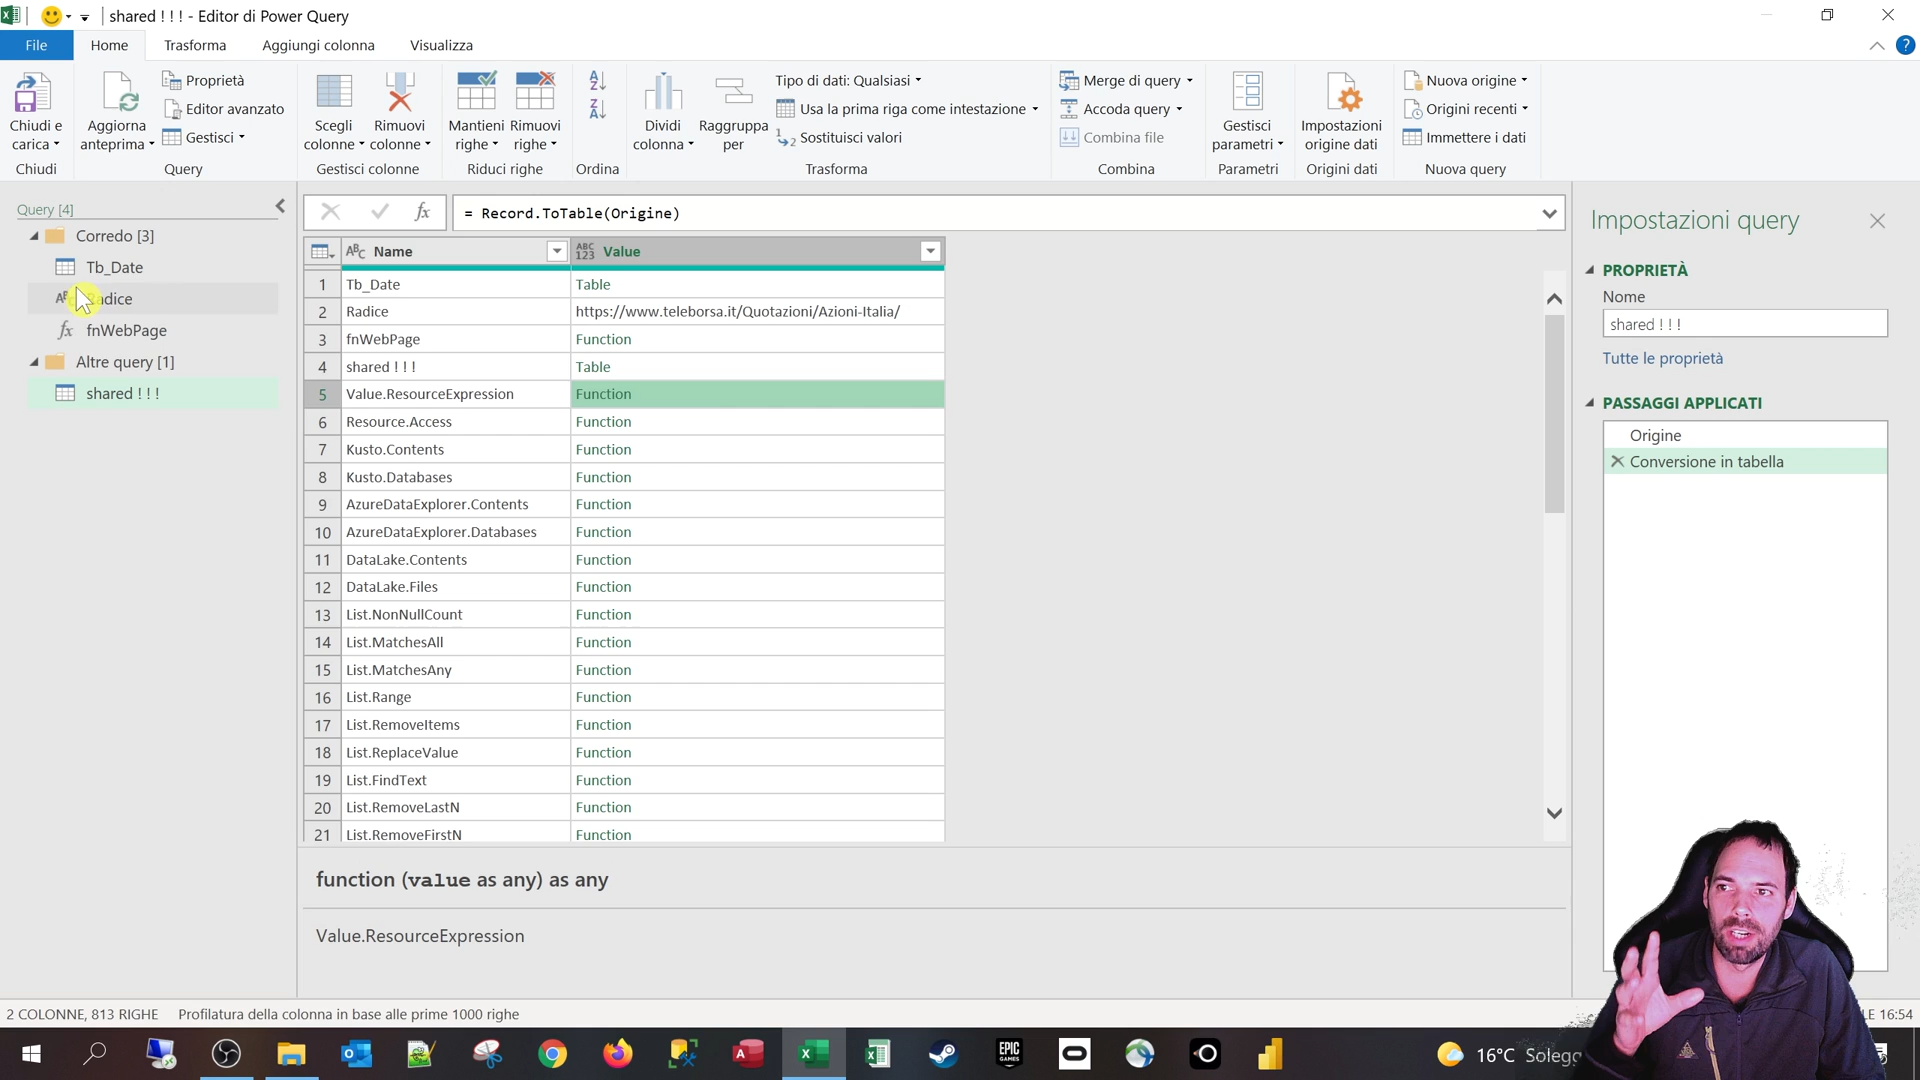 shared ! ! ! - Editor di Power Query
File
Home
Trasforma
Aggiungi colonna
Visualizza
Chiudi e
carica
Chiudi
Aggiorna
anteprima
Proprietà
Editor avanzato
Gestisci
Query
Scegli
colonne
Rimuovi
colonne
Gestisci colonne
Mantieni
righe
Rimuovi
righe
Riduci righe
Ordina
Dividi
colonna
Raggruppa
per
Tipo di dati: Qualsiasi
Usa la prima riga come intestazione
Sostituisci valori
Trasforma
Merge di query
Accoda query
Combina file
Combina
Gestisci
parametri
Parametri
Impostazioni
origine dati
Origini dati
Nuova origine
Origini recenti
Immettere i dati
Nuova query
Query [4]
Corredo [3]
Tb_Date
fnWebPage
Altre query [1]
shared ! ! !
fx
= Record.ToTable(Origine)
Name
ABC 123 Value
1 Tb_Date Table
2 Radice https://www.teleborsa.it/Quotazioni/Azioni-Italia/
3 fnWebPage Function
4 shared ! ! ! Table
5 Value.ResourceExpression Function
6 Resource.Access Function
7 Kusto.Contents Function
8 Kusto.Databases Function
9 AzureDataExplorer.Contents Function
10 AzureDataExplorer.Databases Function
11 DataLake.Contents Function
12 DataLake.Files Function
13 List.NonNullCount Function
14 List.MatchesAll Function
15 List.MatchesAny Function
16 List.Range Function
17 List.RemoveItems Function
18 List.ReplaceValue Function
19 List.FindText Function
20 List.RemoveLastN Function
21 List.RemoveFirstN Function
function (value as any) as any
Value.ResourceExpression
Impostazioni query
PROPRIETÀ
Nome
shared ! ! !
Tutte le proprietà
PASSAGGI APPLICATI
Origine
Conversione in tabella
2 COLONNE, 813 RIGHE Profilatura della colonna in base alle prime 1000 righe
16:54
EPIC GAMES
16°C